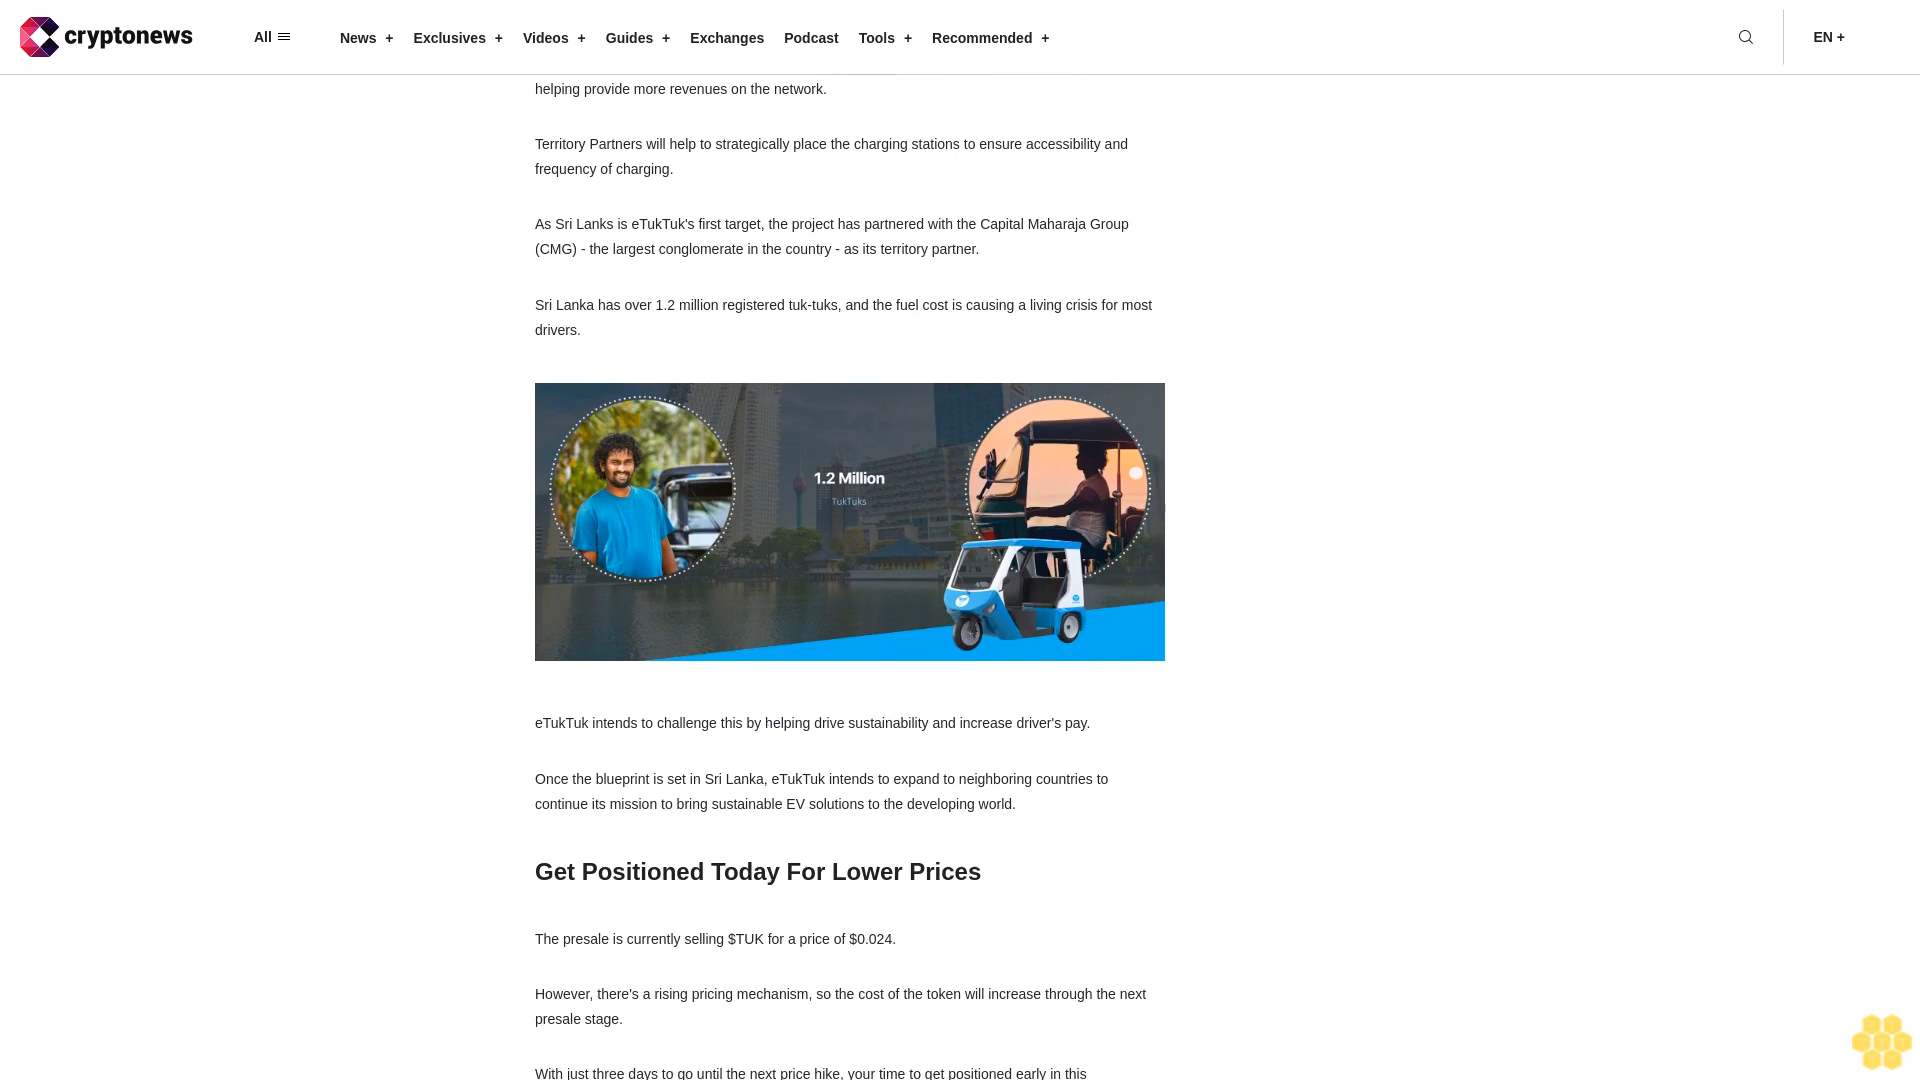 cryptonews
All
News +
Exclusives +
Videos +
Guides +
Exchanges
Podcast
Tools +
Recommended +
EN +
helping provide more revenues on the network.
Territory Partners will help to strategically place the charging stations to ensure accessibility and
frequency of charging.
As Sri Lanks is eTukTuk's first target, the project has partnered with the Capital Maharaja Group
(CMG) - the largest conglomerate in the country - as its territory partner.
Sri Lanka has over 1.2 million registered tuk-tuks, and the fuel cost is causing a living crisis for most
drivers.
1.2 Million
TukTuks
eTukTuk intends to challenge this by helping drive sustainability and increase driver's pay.
Once the blueprint is set in Sri Lanka, eTukTuk intends to expand to neighboring countries to
continue its mission to bring sustainable EV solutions to the developing world.
Get Positioned Today For Lower Prices
The presale is currently selling $TUK for a price of $0.024.
However, there's a rising pricing mechanism, so the cost of the token will increase through the next
presale stage.
With just three days to go until the next price hike, your time to get positioned early in this